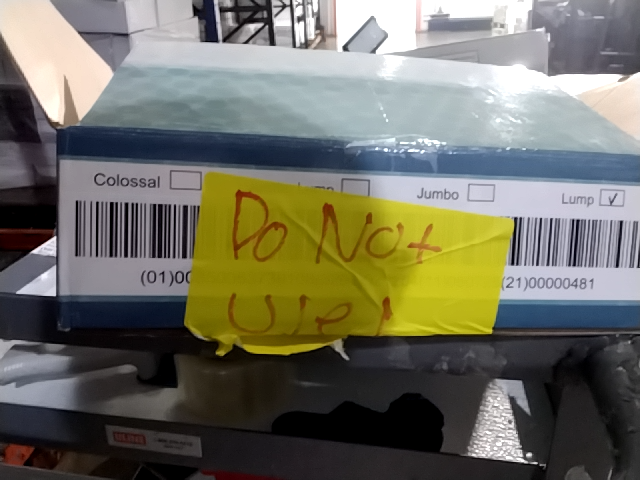 Colossal
Jumbo
Lump
Do Not
Use!
(01)00
(21)00000481